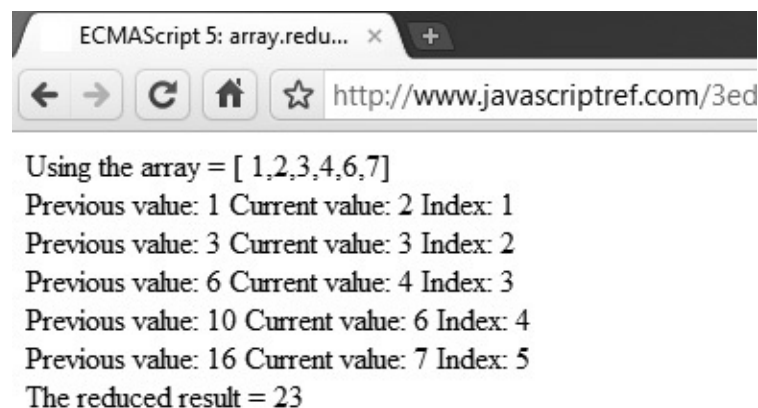 ECMAScript 5: array.redu...
http://www.javascriptref.com/3ed
Using the array = [ 1,2,3,4,6,7]
Previous value: 1 Current value: 2 Index: 1
Previous value: 3 Current value: 3 Index: 2
Previous value: 6 Current value: 4 Index: 3
Previous value: 10 Current value: 6 Index: 4
Previous value: 16 Current value: 7 Index: 5
The reduced result = 23